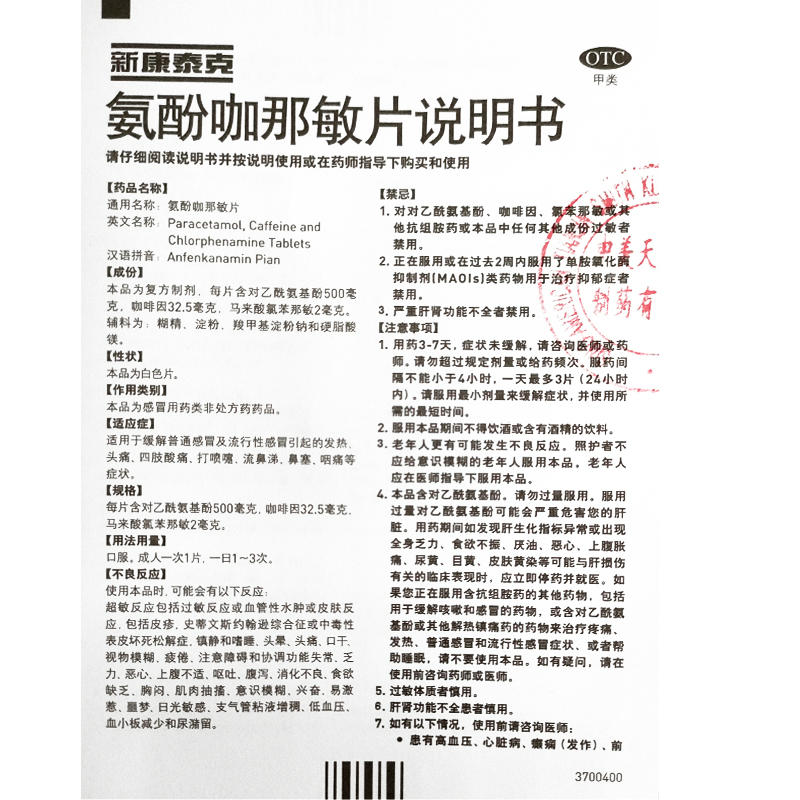 新康泰克
OTC
甲类
氨酚咖那敏片说明书
请仔细阅读说明书并按说明使用或在药师指导下购买和使用
【药品名称】
通用名称：氨酚咖那敏片
英文名称：Paracetamol, Caffeine and
Chlorphenamine Tablets
汉语拼音：Anfenkanamin Pian
【成份】
本品为复方制剂，每片含对乙酰氨基酚500毫
克，咖啡因32.5毫克，马来酸氯苯那敏2毫克。
辅料为：糊精、淀粉、羧甲基淀粉钠和硬脂酸
镁。
【性状】
本品为白色片。
【作用类别】
本品为感冒用药类非处方药药品。
【适应症】
适用于缓解普通感冒及流行性感冒引起的发热、
头痛、四肢酸痛、打喷嚏、流鼻涕、鼻塞、咽痛等
症状。
【规格】
每片含对乙酰氨基酚500毫克，咖啡因32.5毫克，
马来酸氯苯那敏2毫克。
【用法用量】
口服。成人一次1片，一日1～3次。
【不良反应】
使用本品时，可能会有以下反应：
超敏反应包括过敏反应或血管性水肿或皮肤反
应，包括皮疹，史蒂文斯约翰逊综合征或中毒性
表皮坏死松解症，镇静和嗜睡、头晕、头痛、口干、
视物模糊、疲倦、注意障碍和协调功能失常、乏
力、恶心、上腹不适、呕吐、腹泻、消化不良、食欲
缺乏、胸闷、肌肉抽搐、意识模糊、兴奋、易激
惹、噩梦、日光敏感、支气管粘液增稠、低血压、
血小板减少和尿潴留。
【禁忌】
1. 对对乙酰氨基酚、咖啡因、氯苯那敏或其
他抗组胺药或本品中任何其他成份过敏者
禁用。
2. 正在服用或在过去2周内服用了单胺氧化酶
抑制剂(MAOIs)类药物用于治疗抑郁症者
禁用。
3. 严重肝肾功能不全者禁用。
【注意事项】
1. 用药3-7天，症状未缓解，请咨询医师或药
师。请勿超过规定剂量或给药频次。服药间
隔不能小于4小时，一天最多3片（24小时
内）。请服用最小剂量来缓解症状，并使用所
需的最短时间。
2. 服用本品期间不得饮酒或含有酒精的饮料。
3. 老年人更有可能发生不良反应。照护者不
应给意识模糊的老年人服用本品。老年人
应在医师指导下服用本品。
4. 本品含对乙酰氨基酚。请勿过量服用。服用
过量对乙酰氨基酚可能会严重危害您的肝
脏。用药期间如发现肝生化指标异常或出现
全身乏力、食欲不振、厌油、恶心、上腹胀
痛、尿黄、目黄、皮肤黄染等可能与肝损伤
有关的临床表现时，应立即停药并就医。如
果您正在服用含抗组胺药的其他药物，包括
用于缓解咳嗽和感冒的药物，或含对乙酰氨
基酚或其他解热镇痛药的药物来治疗疼痛、
发热、普通感冒和流行性感冒症状、或者帮
助睡眠，请不要使用本品。如有疑问，请在
使用前咨询药师或医师。
5. 过敏体质者慎用。
6. 肝肾功能不全患者慎用。
7. 如有以下情况，使用前请咨询医师：
• 患有高血压、心脏病、癫痫（发作）、前
中美天
制药有
3700400